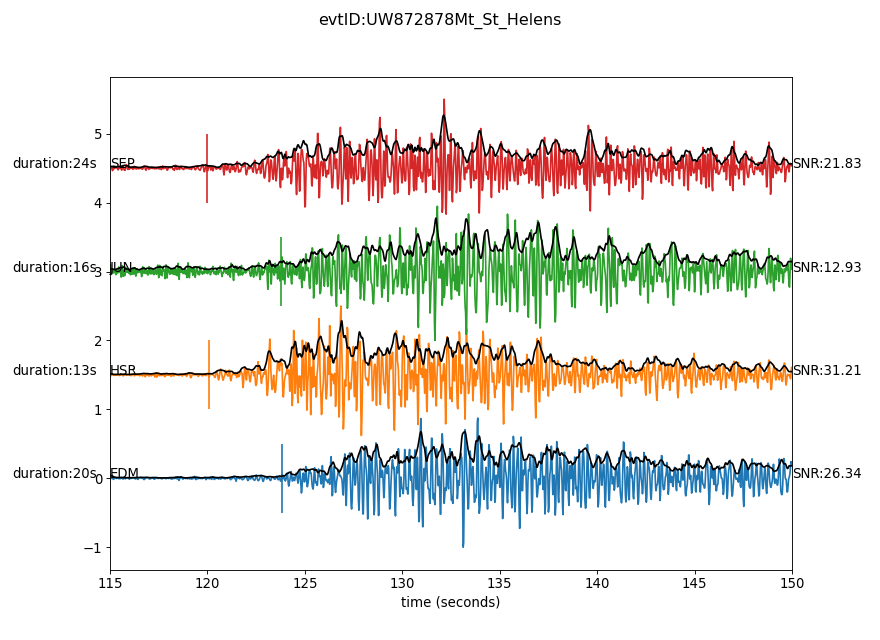 evtID:UW872878Mt_St_Helens
5
duration:24s SEP SNR:21.83
4
duration:16s 3 JUN SNR:12.93
2
duration:13s HSR SNR:31.21
1
duration:20s 0 EDM SNR:26.34
−1
115 120 125 130 135 140 145 150
time (seconds)